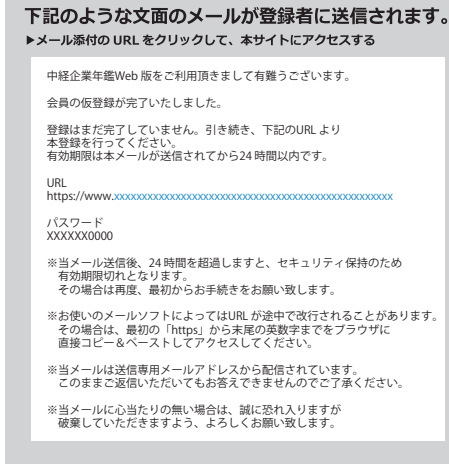 下記のような文面のメールが登録者に送信されます。
▶メール添付の URL をクリックして、本サイトにアクセスする
中経企業年鑑Web 版をご利用頂きまして有難うございます。
会員の仮登録が完了いたしました。
登録はまだ完了していません。引き続き、下記のURL より
本登録を行ってください。
有効期限は本メールが送信されてから24 時間以内です。
URL
https://www.xxxxxxxxxxxxxxxxxxxxxxxxxxxxxxxxxxxxxxxxxxxxxxxxxx
パスワード
XXXXXX0000
※当メール送信後、24 時間を超過しますと、セキュリティ保持のため
有効期限切れとなります。
その場合は再度、最初からお手続きをお願い致します。
※お使いのメールソフトによってはURL が途中で改行されることがあります。
その場合は、最初の「https」から末尾の英数字までをブラウザに
直接コピー＆ペーストしてアクセスしてください。
※当メールは送信専用メールアドレスから配信されています。
このままご返信いただいてもお答えできませんのでご了承ください。
※当メールに心当たりの無い場合は、誠に恐れ入りますが
破棄していただきますよう、よろしくお願い致します。